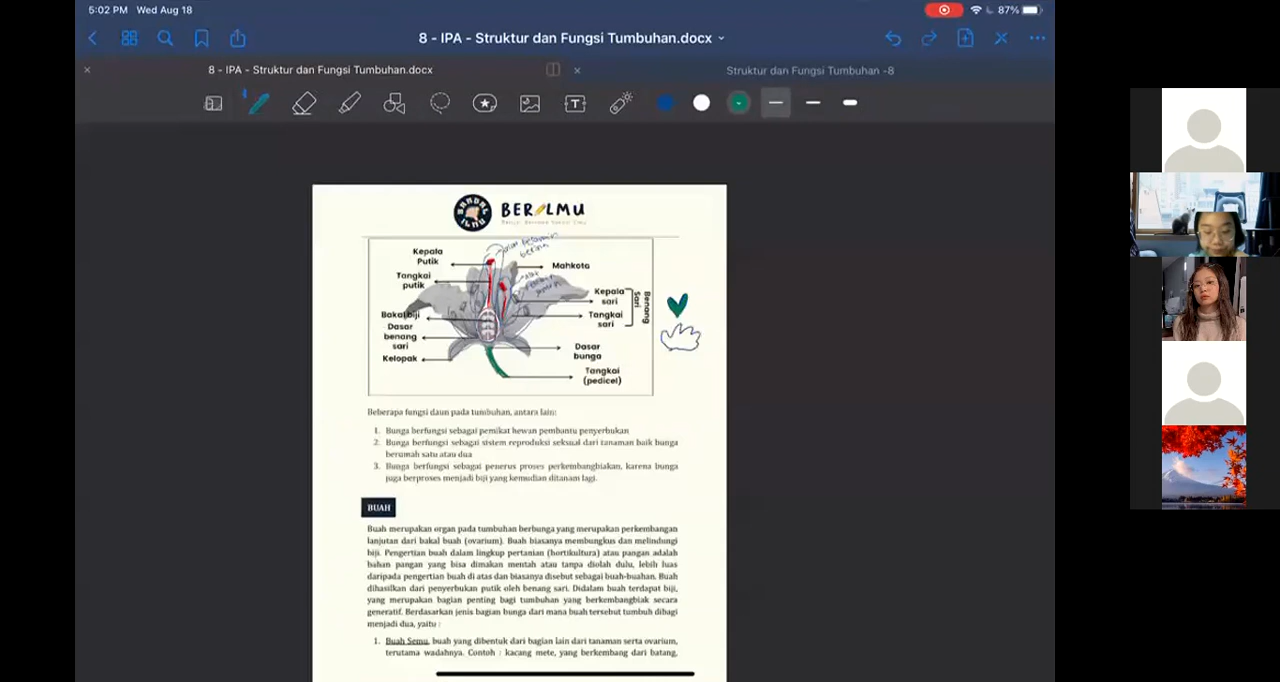 5:02 PM Wed Aug 18
87%
8 - IPA - Struktur dan Fungsi Tumbuhan.docx
8 - IPA - Struktur dan Fungsi Tumbuhan.docx
Struktur dan Fungsi Tumbuhan -8
BERILMU
Kepala Putik
Tangkai putik
Bakal biji
Dasar benang sari
Kelopak
Mahkota
Kepala sari
Tangkai sari
Benang Sari
Dasar bunga
Tangkai (pedicel)
Beberapa fungsi daun pada tumbuhan, antara lain:
1. Bunga berfungsi sebagai pemikat hewan pembantu penyerbukan
2. Bunga berfungsi sebagai sistem reproduksi seksual dari tanaman baik bunga
berumah satu atau dua
3. Bunga berfungsi sebagai penerus proses perkembangbiakan, karena bunga
juga berproses menjadi biji yang kemudian ditanam lagi.
BUAH
Buah merupakan organ pada tumbuhan berbunga yang merupakan perkembangan
lanjutan dari bakal buah (ovarium). Buah biasanya membungkus dan melindungi
biji. Pengertian buah dalam lingkup pertanian (hortikultura) atau pangan adalah
bahan pangan yang bisa dimakan mentah atau tanpa diolah dulu, lebih luas
daripada pengertian buah di atas dan biasanya disebut sebagai buah-buahan. Buah
dihasilkan dari penyerbukan putik oleh benang sari. Didalam buah terdapat biji,
yang merupakan bagian penting bagi tumbuhan yang berkembangbiak secara
generatif. Berdasarkan jenis bagian bunga dari mana buah tersebut tumbuh dibagi
menjadi dua, yaitu :
1. Buah Semu, buah yang dibentuk dari bagian lain dari tanaman serta ovarium,
terutama wadahnya. Contoh : kacang mete, yang berkembang dari batang,